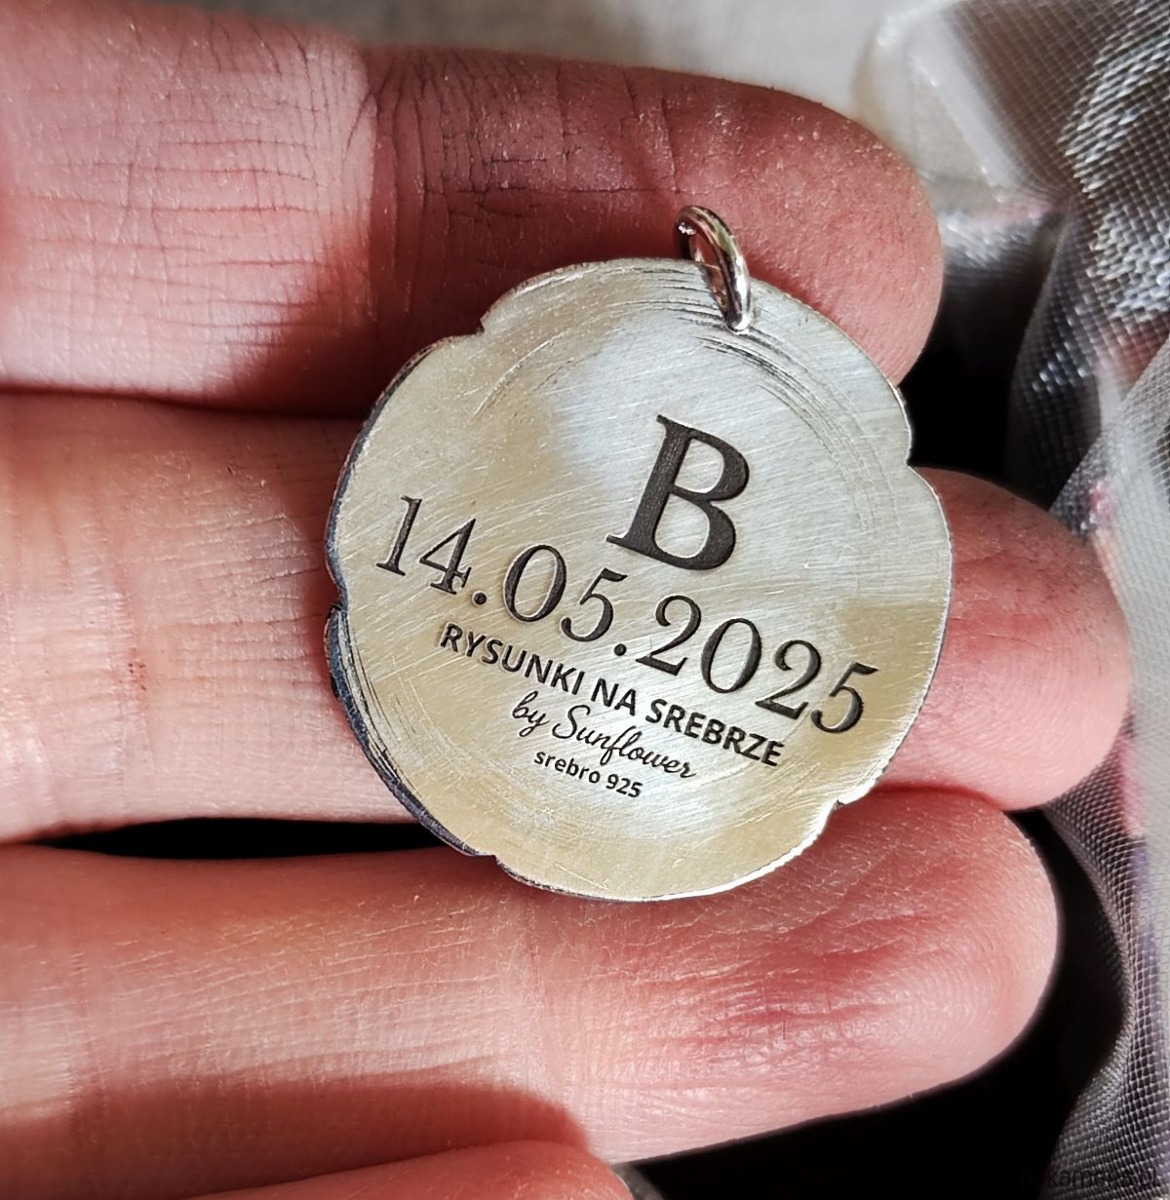 B
14.05.2025
RYSUNKI NA SREBRZE
by Sunflower
srebro 925